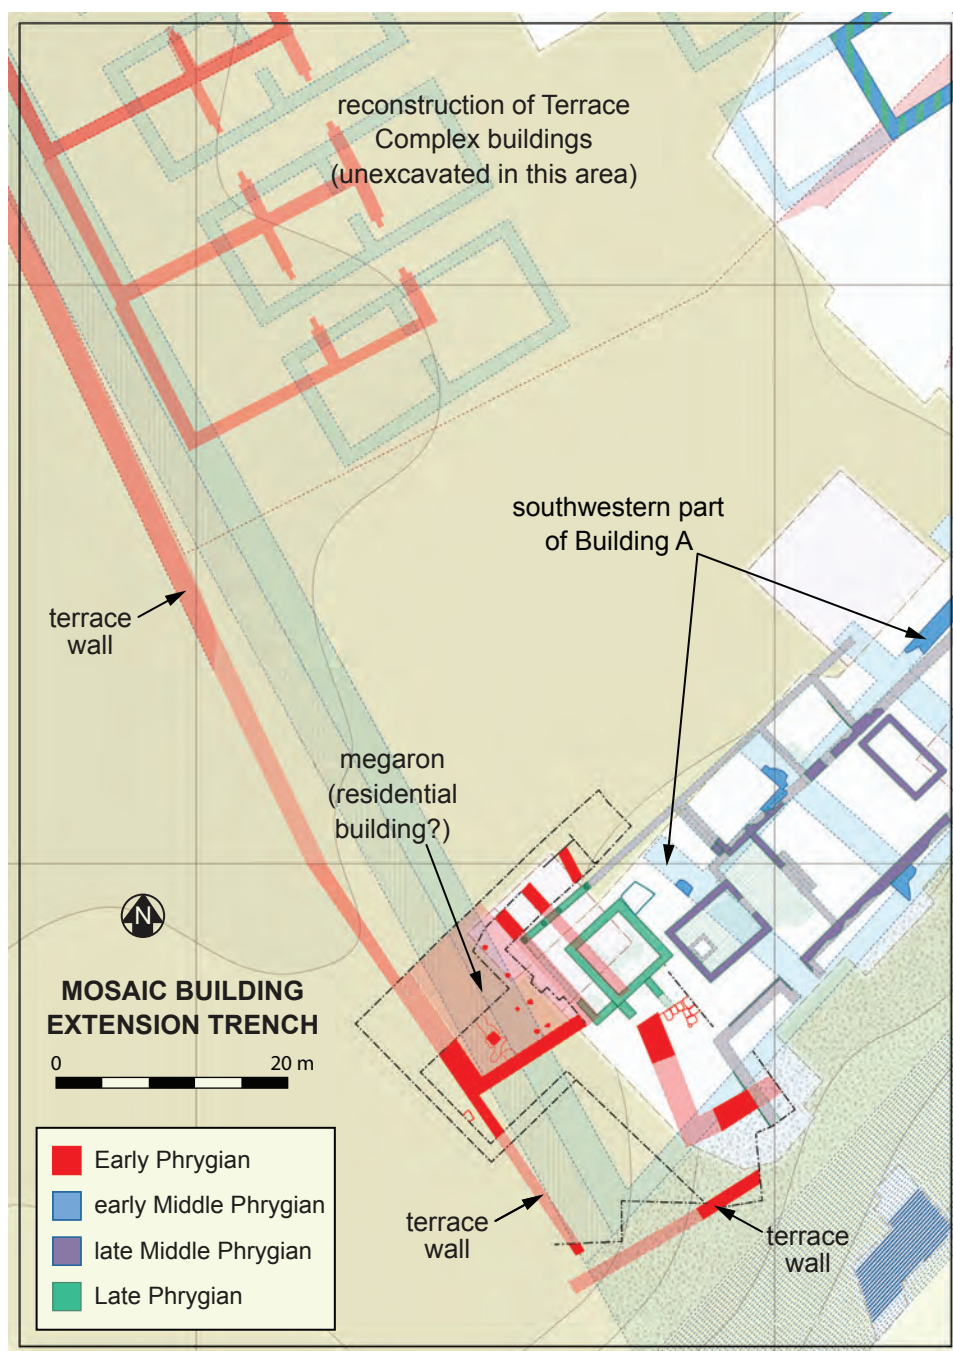 reconstruction of Terrace
Complex buildings
(unexcavated in this area)
southwestern part
of Building A
terrace
wall
megaron
(residential
building?)
N
MOSAIC BUILDING
EXTENSION TRENCH
0 20 m
Early Phrygian
early Middle Phrygian
late Middle Phrygian
Late Phrygian
terrace
wall
terrace
wall